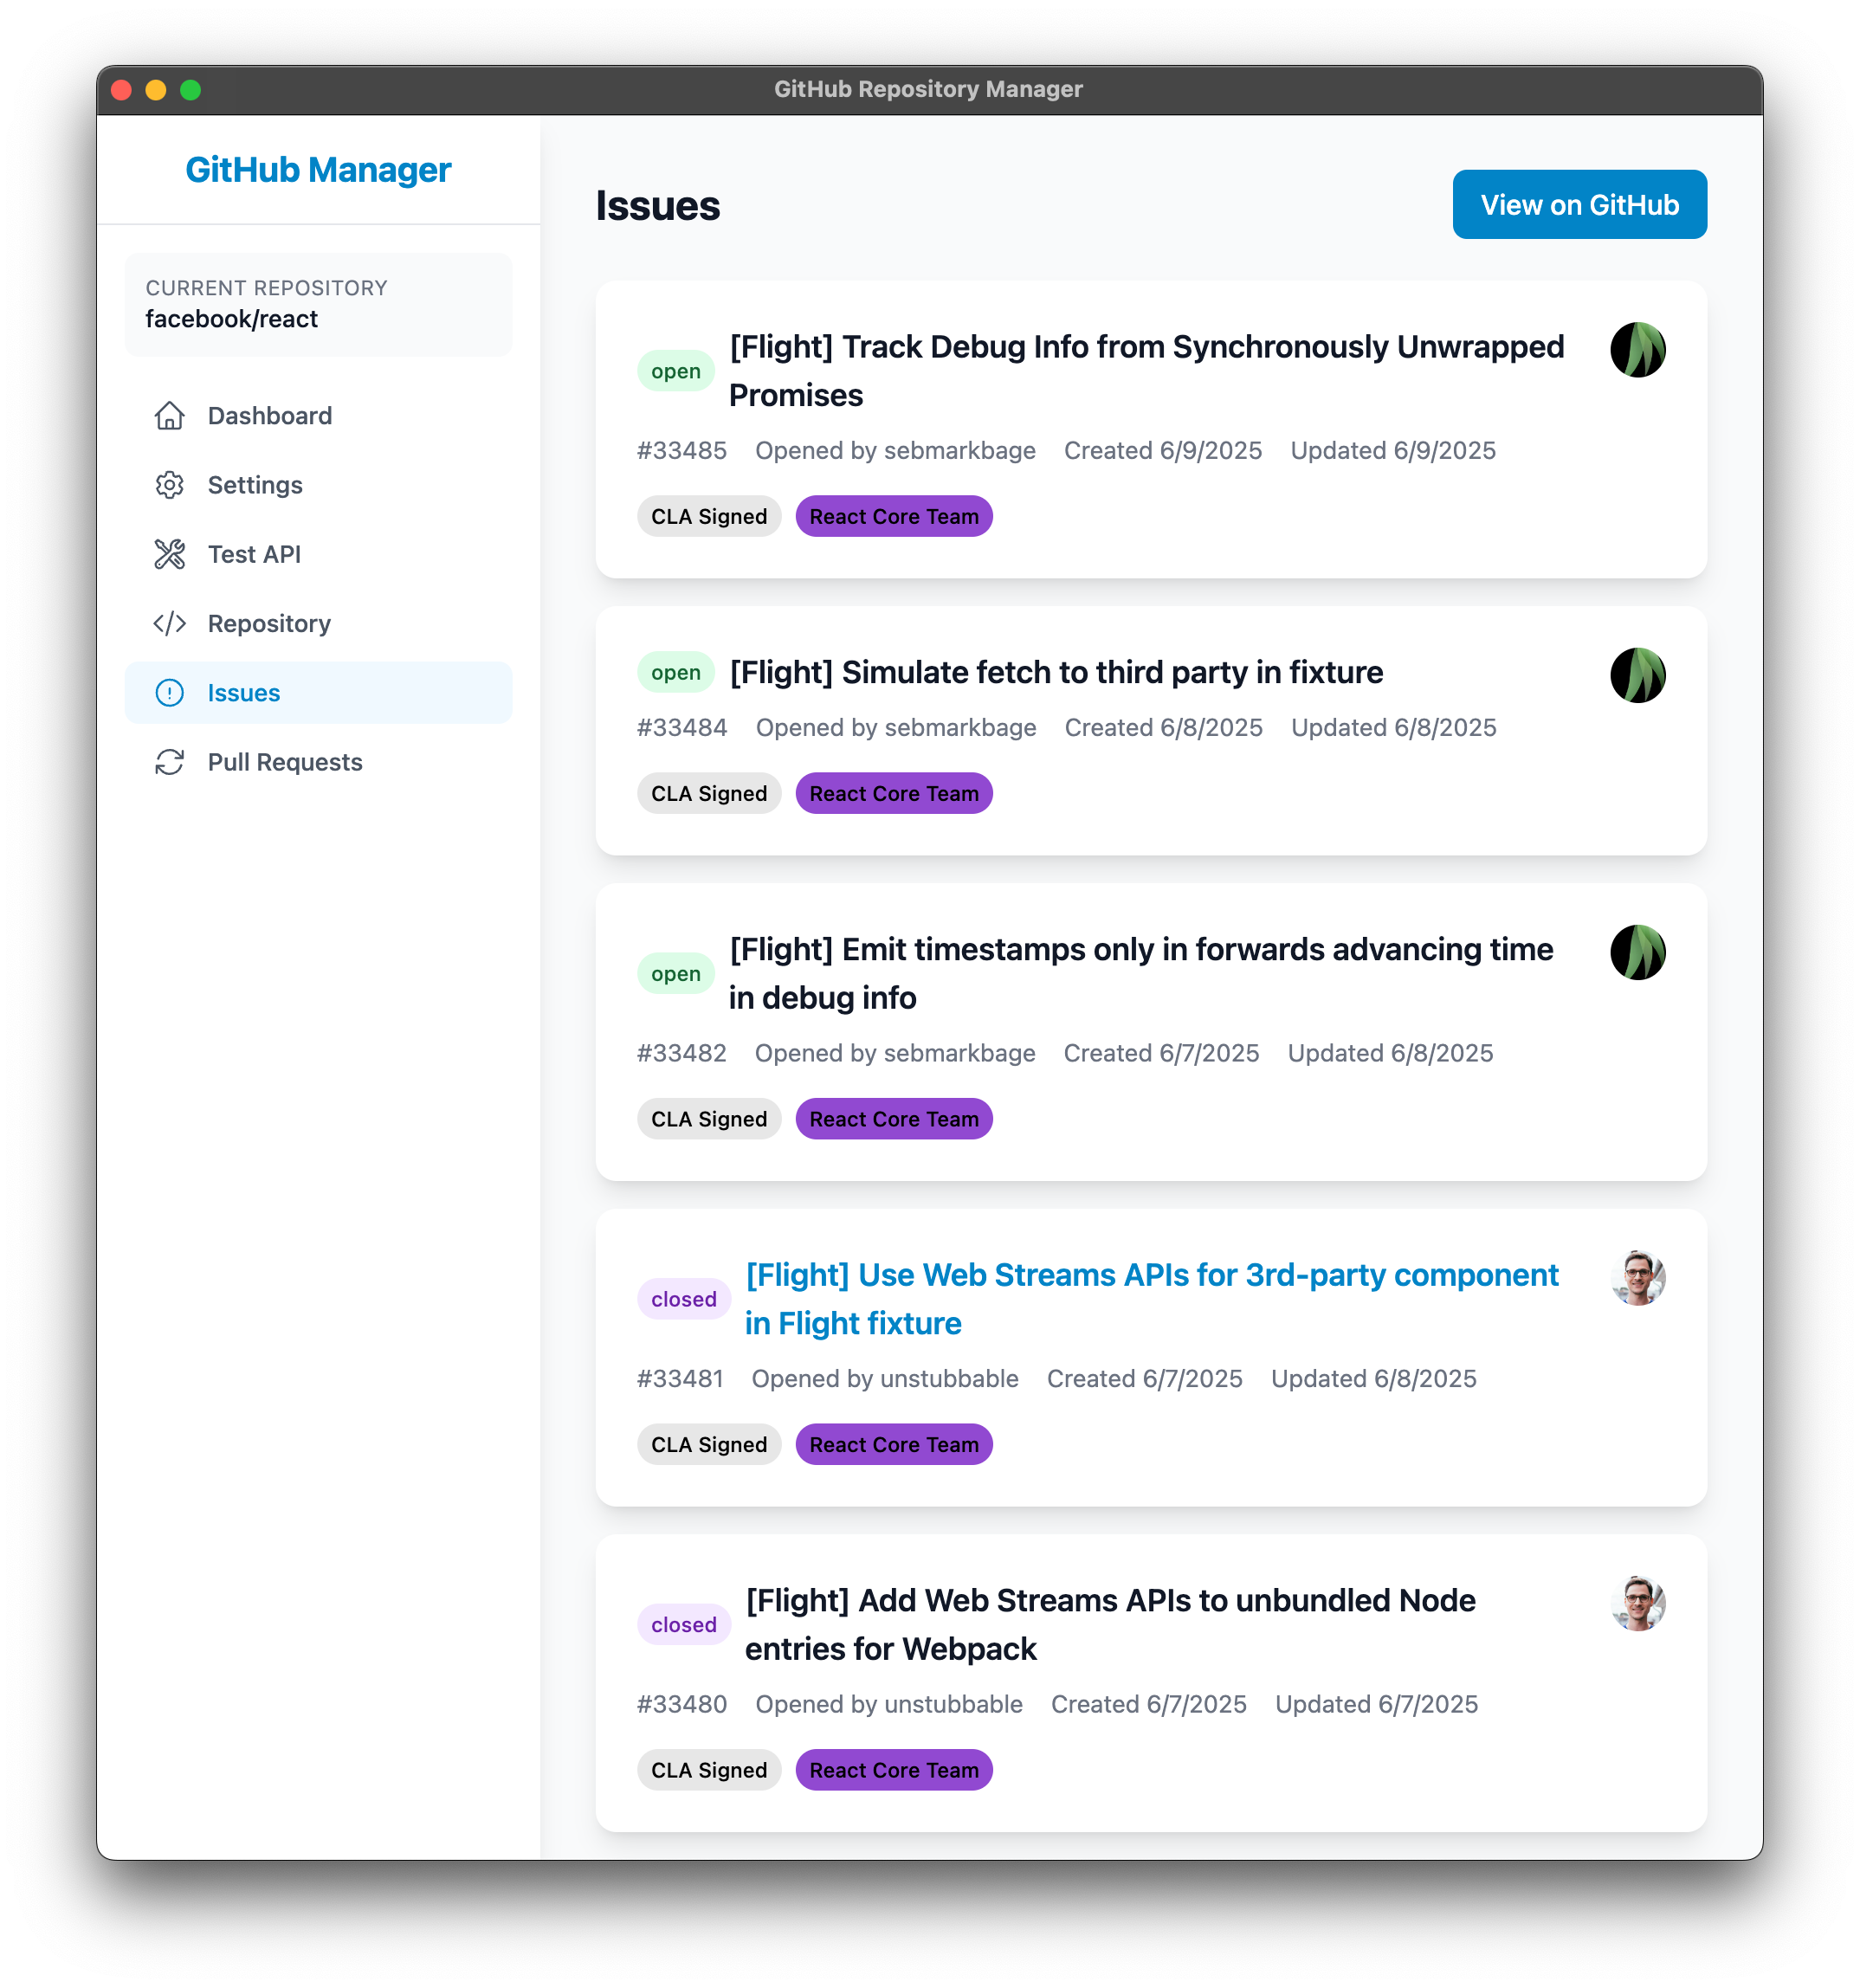 GitHub Repository Manager
GitHub Manager
CURRENT REPOSITORY
facebook/react
Dashboard
Settings
Test API
Repository
Issues
Pull Requests
Issues
View on GitHub
open
[Flight] Track Debug Info from Synchronously Unwrapped
Promises
#33485 Opened by sebmarkbage Created 6/9/2025 Updated 6/9/2025
CLA Signed React Core Team
open [Flight] Simulate fetch to third party in fixture
#33484 Opened by sebmarkbage Created 6/8/2025 Updated 6/8/2025
CLA Signed React Core Team
open
[Flight] Emit timestamps only in forwards advancing time
in debug info
#33482 Opened by sebmarkbage Created 6/7/2025 Updated 6/8/2025
CLA Signed React Core Team
closed
[Flight] Use Web Streams APIs for 3rd-party component
in Flight fixture
#33481 Opened by unstubbable Created 6/7/2025 Updated 6/8/2025
CLA Signed React Core Team
closed
[Flight] Add Web Streams APIs to unbundled Node
entries for Webpack
#33480 Opened by unstubbable Created 6/7/2025 Updated 6/7/2025
CLA Signed React Core Team